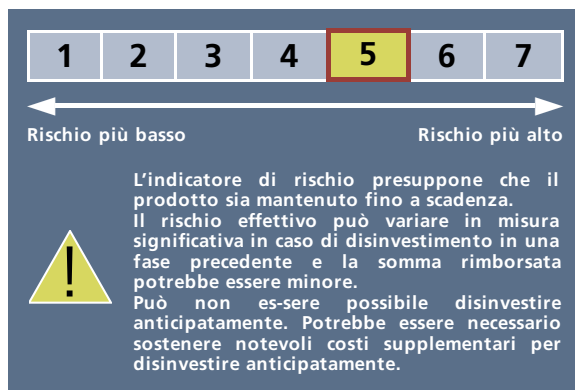 1 2 3 4 5 6 7
Rischio più basso Rischio più alto
L’indicatore di rischio presuppone che il
prodotto sia mantenuto fino a scadenza.
Il rischio effettivo può variare in misura
significativa in caso di disinvestimento in una
fase precedente e la somma rimborsata
potrebbe essere minore.
Può non es-sere possibile disinvestire
anticipatamente. Potrebbe essere necessario
sostenere notevoli costi supplementari per
disinvestire anticipatamente.
!